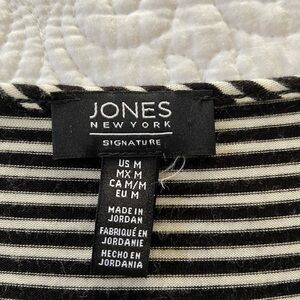 JONES
NEW YORK
SIGNATURE
US M
MX M
CA M/M
EU M
MADE IN
JORDAN
FABRIQUÉ EN
JORDANIE
HECHO EN
JORDANIA